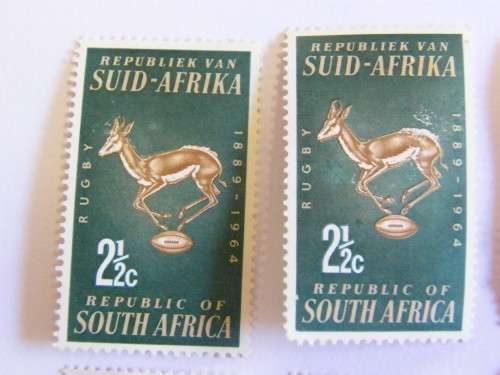 REPUBLIEK VAN
SUID-AFRIKA
RUGBY
1889-1964
2½c
REPUBLIC OF
SOUTH AFRICA
REPUBLIEK VAN
SUID-AFRIKA
RUGBY
1889-1964
2½c
REPUBLIC OF
SOUTH AFRICA